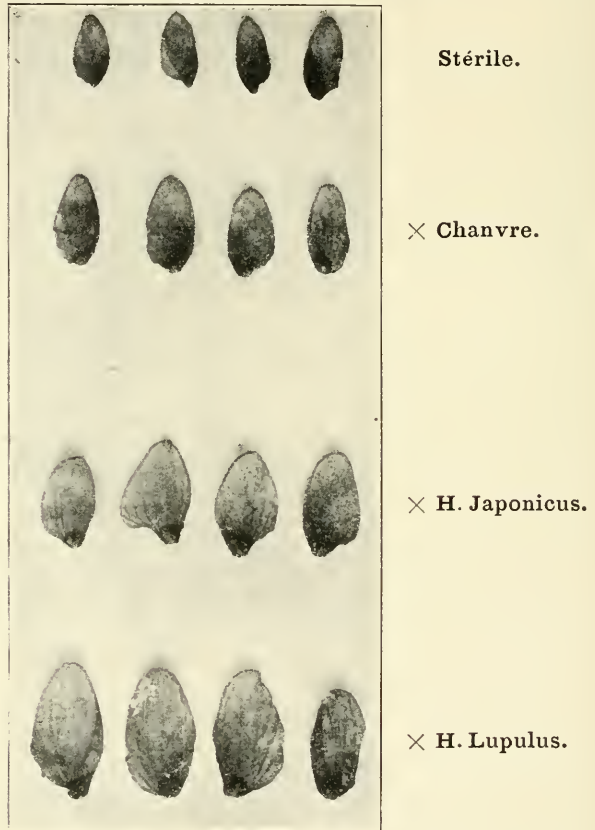 Stérile.
× Chanvre.
× H. Japonicus.
× H. Lupulus.